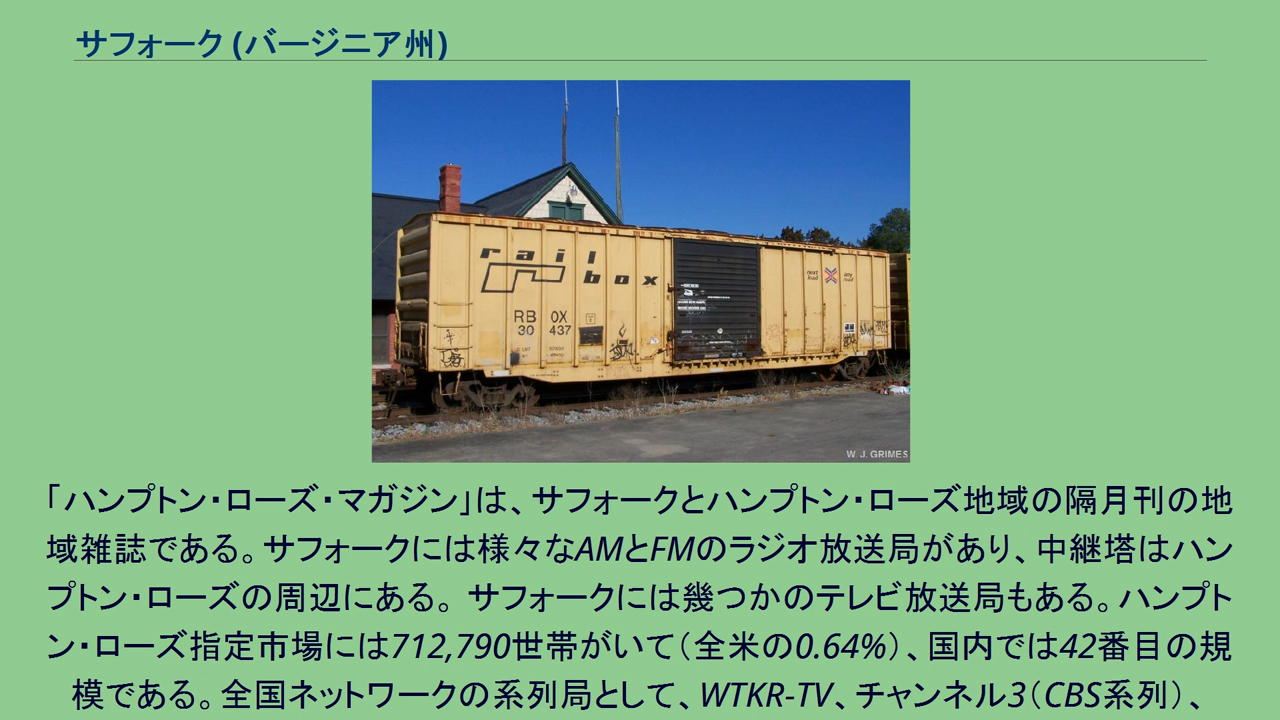 サフォーク (バージニア州)
rail
box
RB OX
30 437
next
load
any
road
W. J. GRIMES
「ハンプトン・ローズ・マガジン」は、サフォークとハンプトン・ローズ地域の隔月刊の地
域雑誌である。サフォークには様々なAMとFMのラジオ放送局があり、中継塔はハン
プトン・ローズの周辺にある。 サフォークには幾つかのテレビ放送局もある。ハンプト
ン・ローズ指定市場には712,790世帯がいて（全米の0.64%）、国内では42番目の規
模である。全国ネットワークの系列局として、WTKR-TV、チャンネル3（CBS系列）、